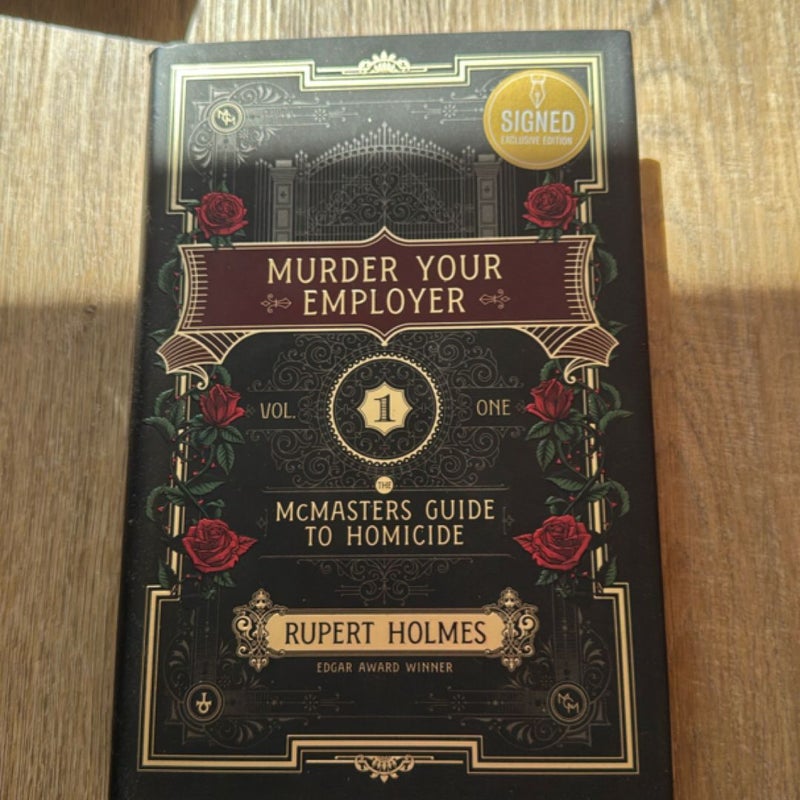 SIGNED
EXCLUSIVE EDITION
MURDER YOUR
EMPLOYER
VOL. 1 ONE
THE
McMASTERS GUIDE
TO HOMICIDE
RUPERT HOLMES
EDGAR AWARD WINNER